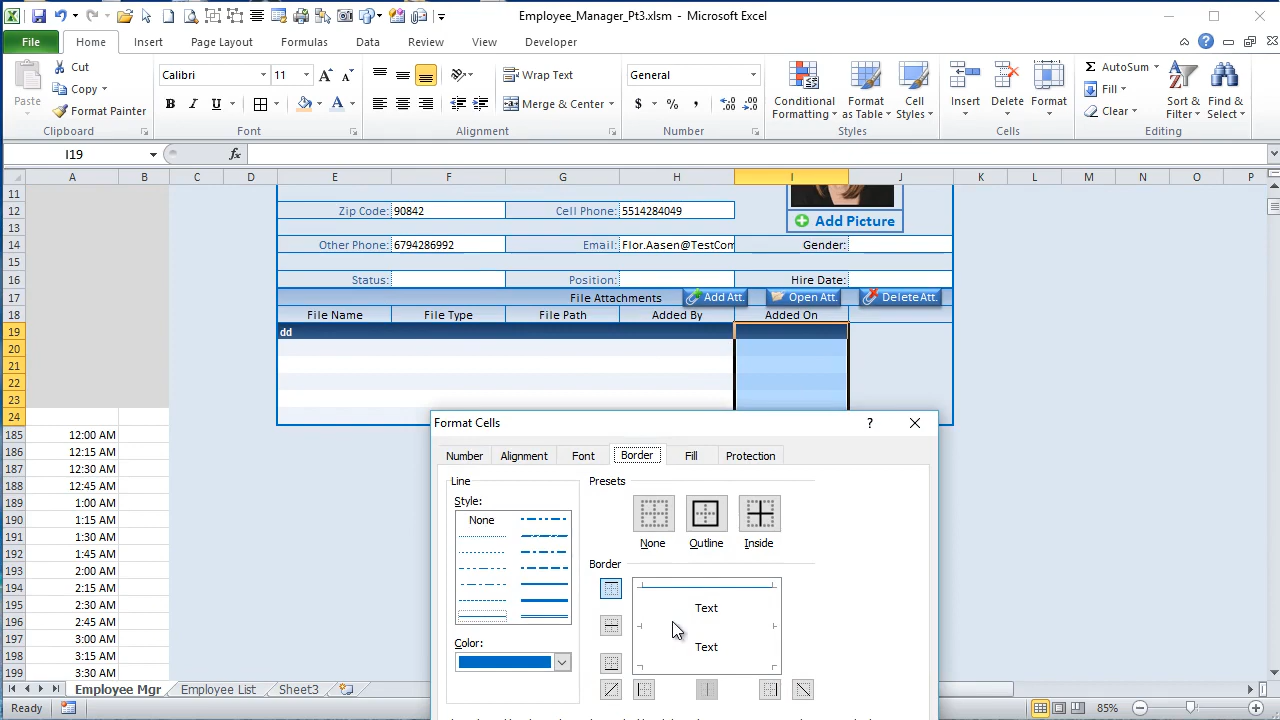 Employee_Manager_Pt3.xlsm - Microsoft Excel
File Home Insert Page Layout Formulas Data Review View Developer
Cut
Copy
Format Painter
Paste
Clipboard
Calibri 11
B I U
Font
Wrap Text
Merge & Center
Alignment
General
$ % ,
Number
Conditional Formatting
Format as Table
Cell Styles
Styles
Insert Delete Format
Cells
AutoSum
Fill
Clear
Sort & Filter
Find & Select
Editing
I19 fx
A B C D E F G H I J K L M N O P
11
12 Zip Code: 90842 Cell Phone: 5514284049
Add Picture
13
14 Other Phone: 6794286992 Email: Flor.Aasen@TestCom Gender:
15
16 Status: Position: Hire Date:
17 File Attachments Add Att. Open Att. Delete Att.
18 File Name File Type File Path Added By Added On
19 dd
20
21
22
23
24
185 12:00 AM
186 12:15 AM
187 12:30 AM
188 12:45 AM
189 1:00 AM
190 1:15 AM
191 1:30 AM
192 1:45 AM
193 2:00 AM
194 2:15 AM
195 2:30 AM
196 2:45 AM
197 3:00 AM
198 3:15 AM
199 3:30 AM
Format Cells ?
Number Alignment Font Border Fill Protection
Line
Style:
None
Color:
Presets
None Outline Inside
Border
Text
Text
Employee Mgr Employee List Sheet3
Ready 85%